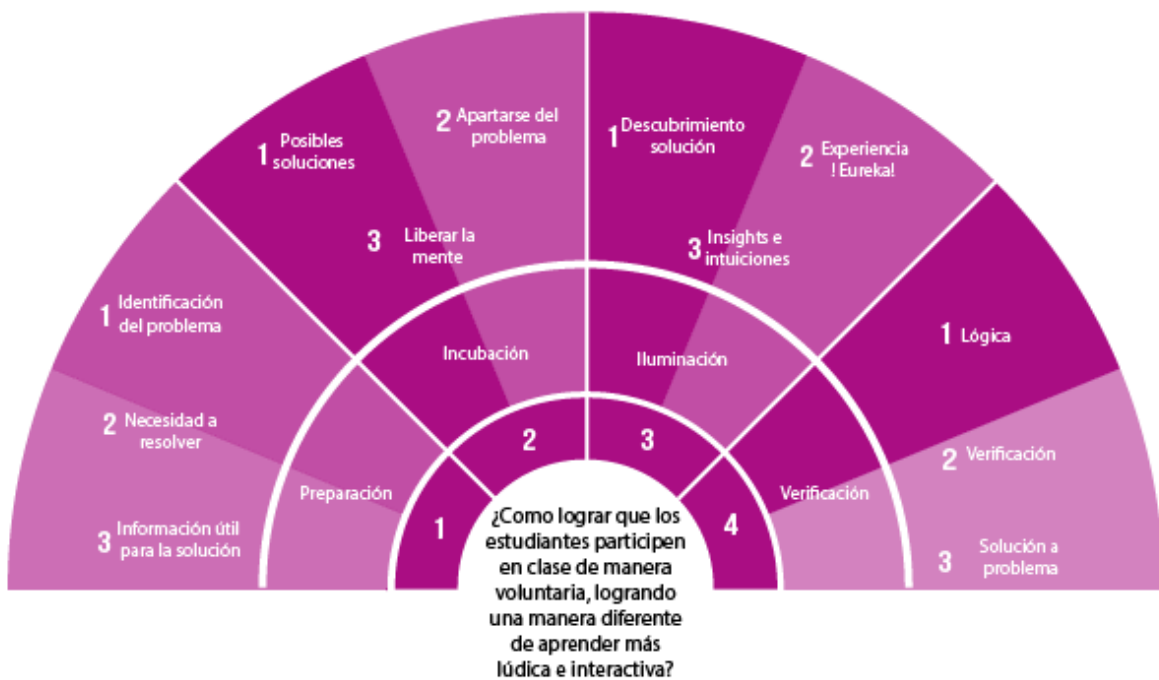 1 Identificación
del problema
2 Necesidad a
resolver
3 Información útil
para la solución
Preparación
1
1 Posibles
soluciones
2 Apartarse del
problema
3 Liberar la
mente
Incubación
2
1 Descubrimiento
solución
2 Experiencia
! Eureka!
3 Insights e
intuiciones
Iluminación
3
1 Lógica
2 Verificación
3 Solución a
problema
Verificación
4
¿Como lograr que los
estudiantes participen
en clase de manera
voluntaria, logrando
una manera diferente
de aprender más
lúdica e interactiva?